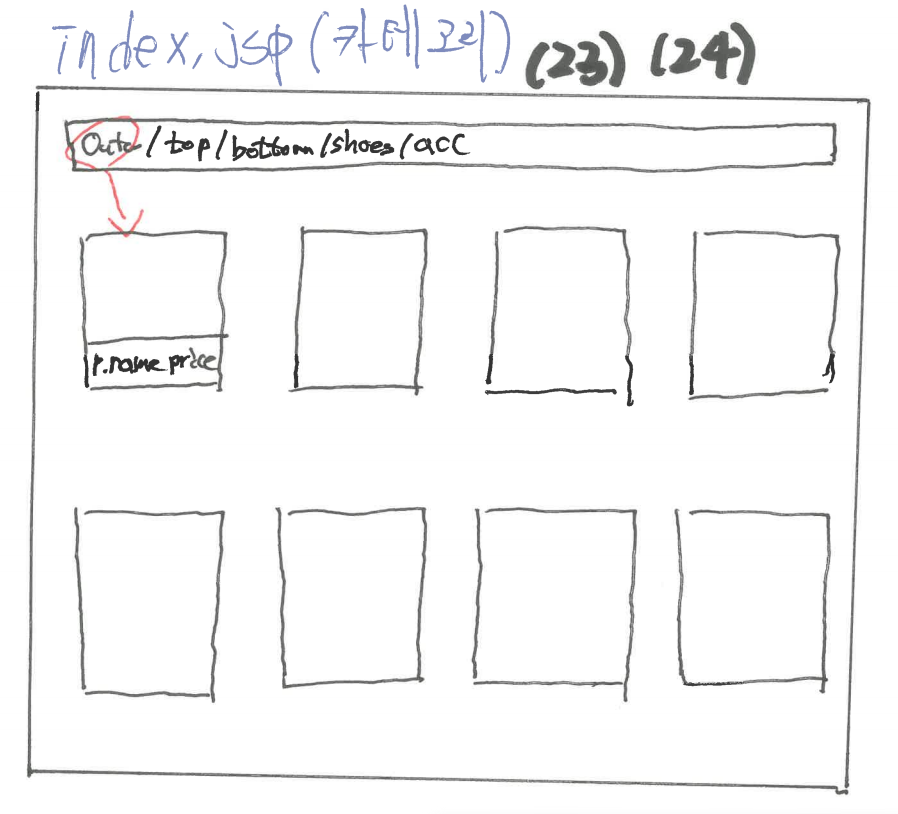 index.jsp (카테고리) (23) (24)
Outer/top/bottom/shoes/acc
p.name price